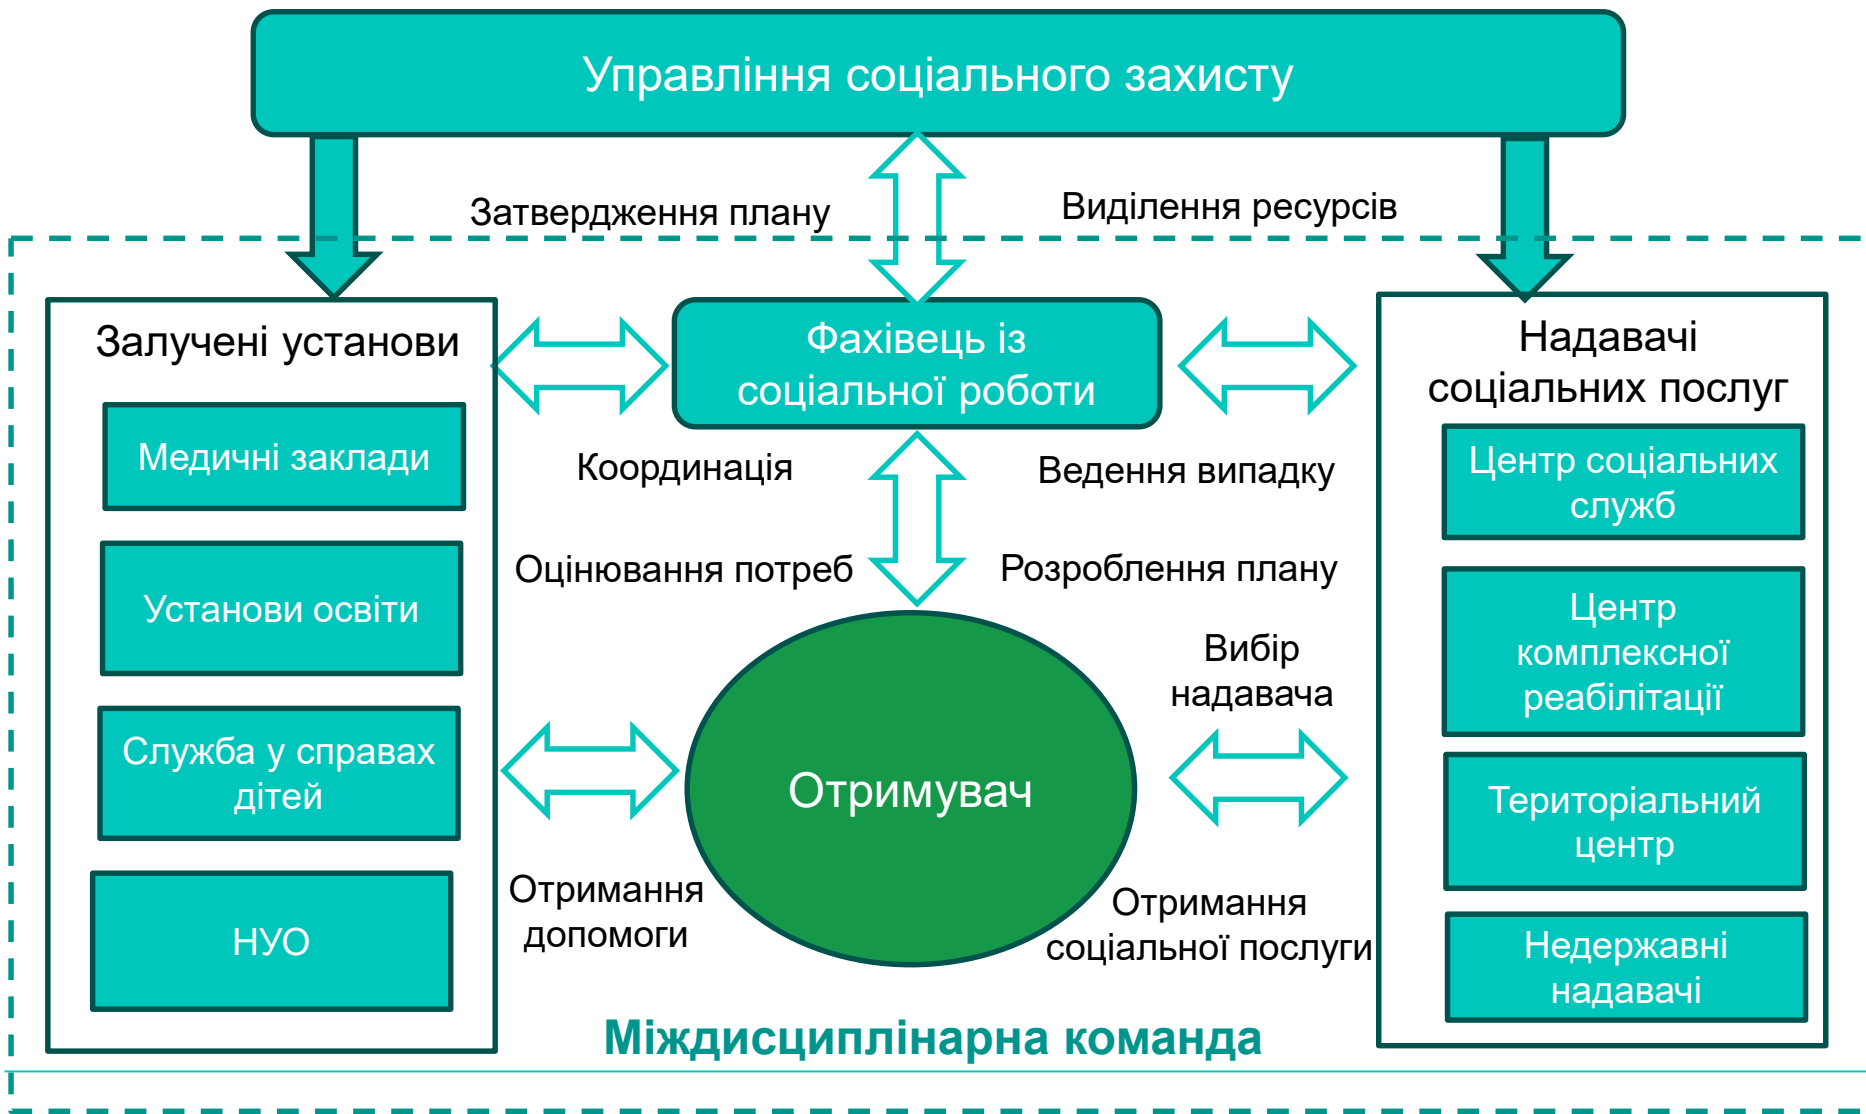 Управління соціального захисту
Затвердження плану
Виділення ресурсів
Залучені установи
Медичні заклади
Установи освіти
Служба у справах
дітей
НУО
Фахівець із
соціальної роботи
Координація
Ведення випадку
Оцінювання потреб
Розроблення плану
Вибір
надавача
Отримувач
Отримання
допомоги
Отримання
соціальної послуги
Надавачі
соціальних послуг
Центр соціальних
служб
Центр
комплексної
реабілітації
Територіальний
центр
Недержавні
надавачі
Міждисциплінарна команда